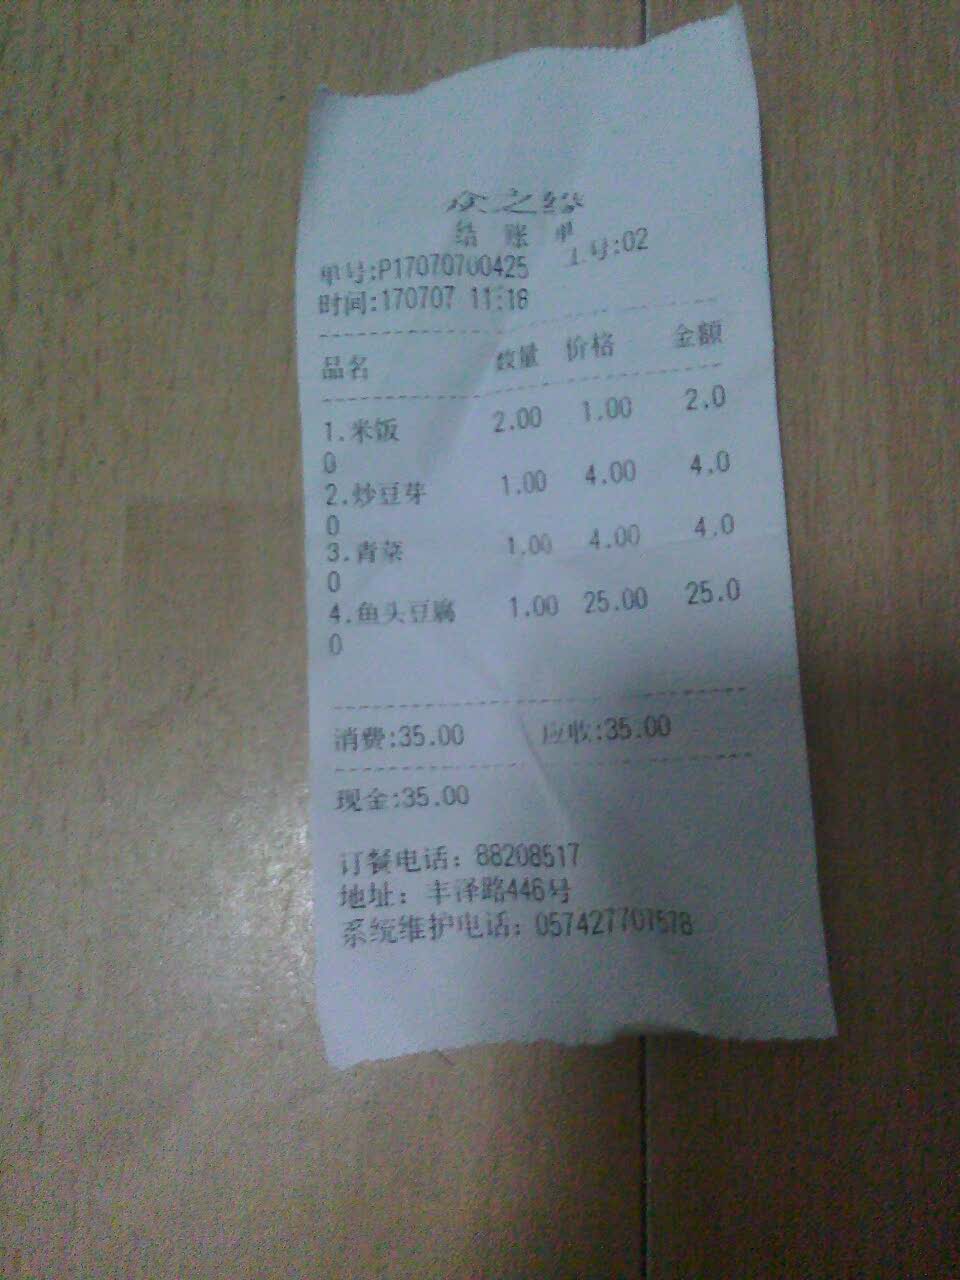 众之缘
结 账 单
单号:P17070700425 工号:02
时间:170707 11:18
品名 数量 价格 金额
1.米饭 2.00 1.00 2.0
0
2.炒豆芽 1.00 4.00 4.0
0
3.青菜 1.00 4.00 4.0
0
4.鱼头豆腐 1.00 25.00 25.0
0
消费:35.00 应收:35.00
现金:35.00
订餐电话: 88208517
地址: 丰泽路446号
系统维护电话: 057427707578